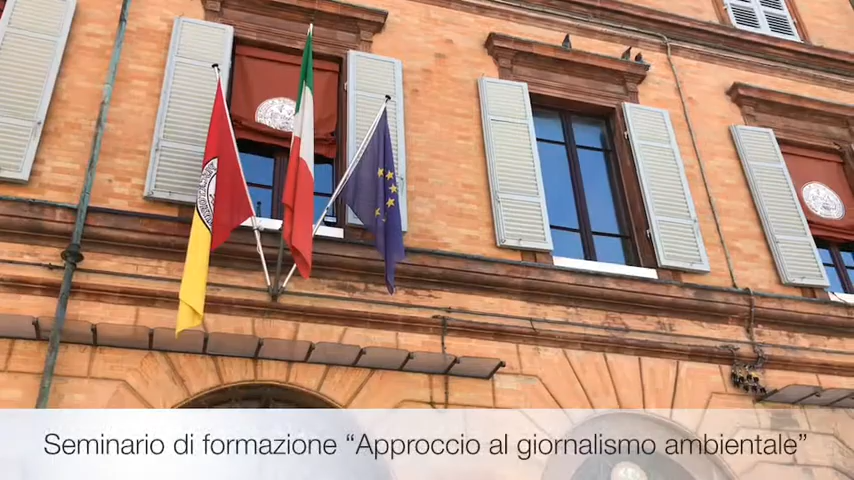 Seminario di formazione “Approccio al giornalismo ambientale”